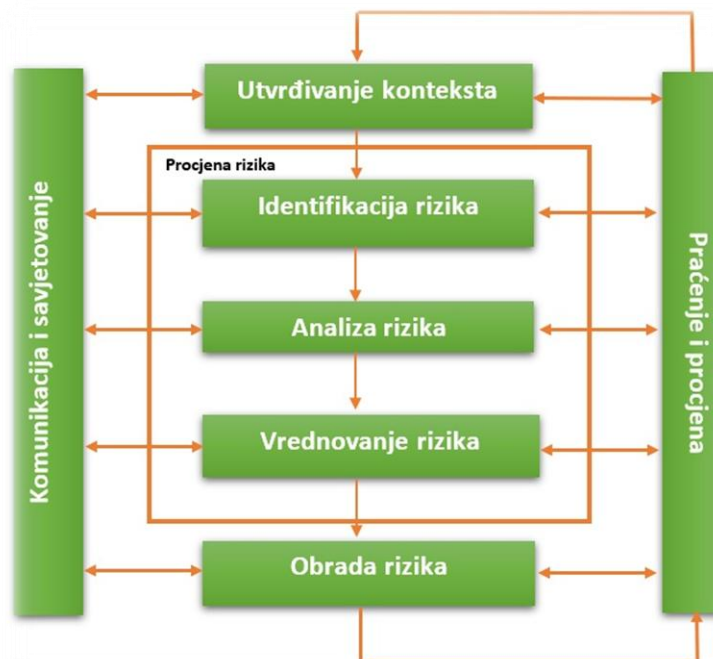 Utvrđivanje konteksta
Procjena rizika
Identifikacija rizika
Analiza rizika
Vrednovanje rizika
Obrada rizika
Komunikacija i savjetovanje
Praćenje i procjena